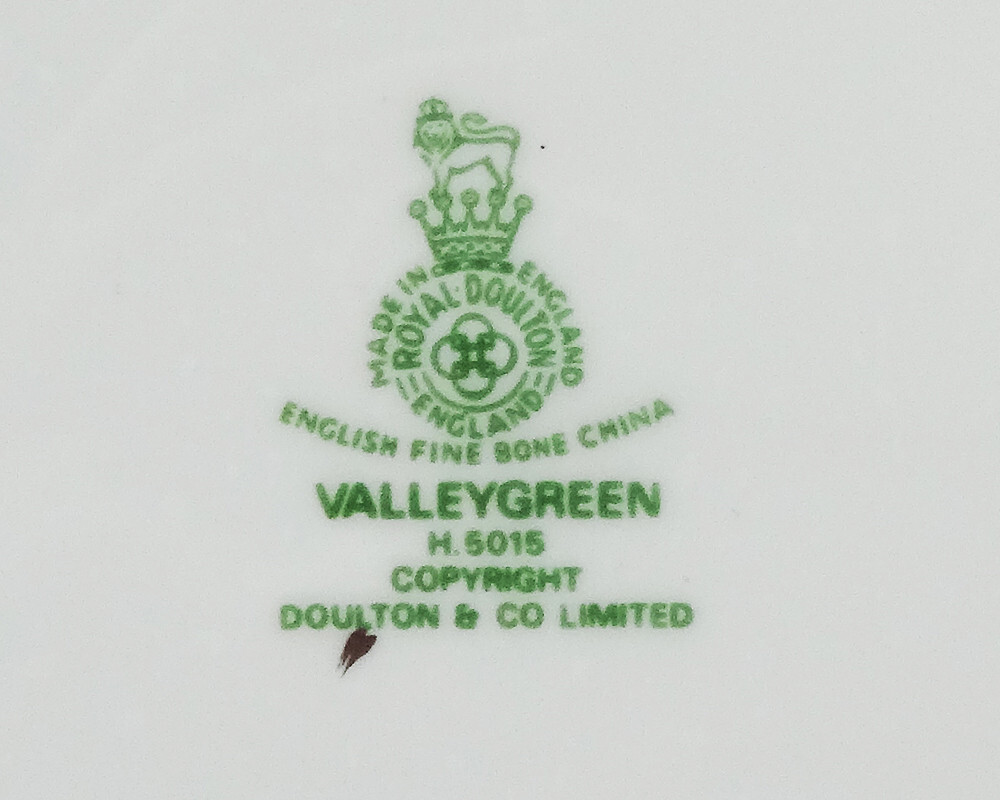 MADE IN ENGLAND
ROYAL DOULTON
ENGLAND
ENGLISH FINE BONE CHINA
VALLEYGREEN
H.5015
COPYRIGHT
DOULTON & CO LIMITED